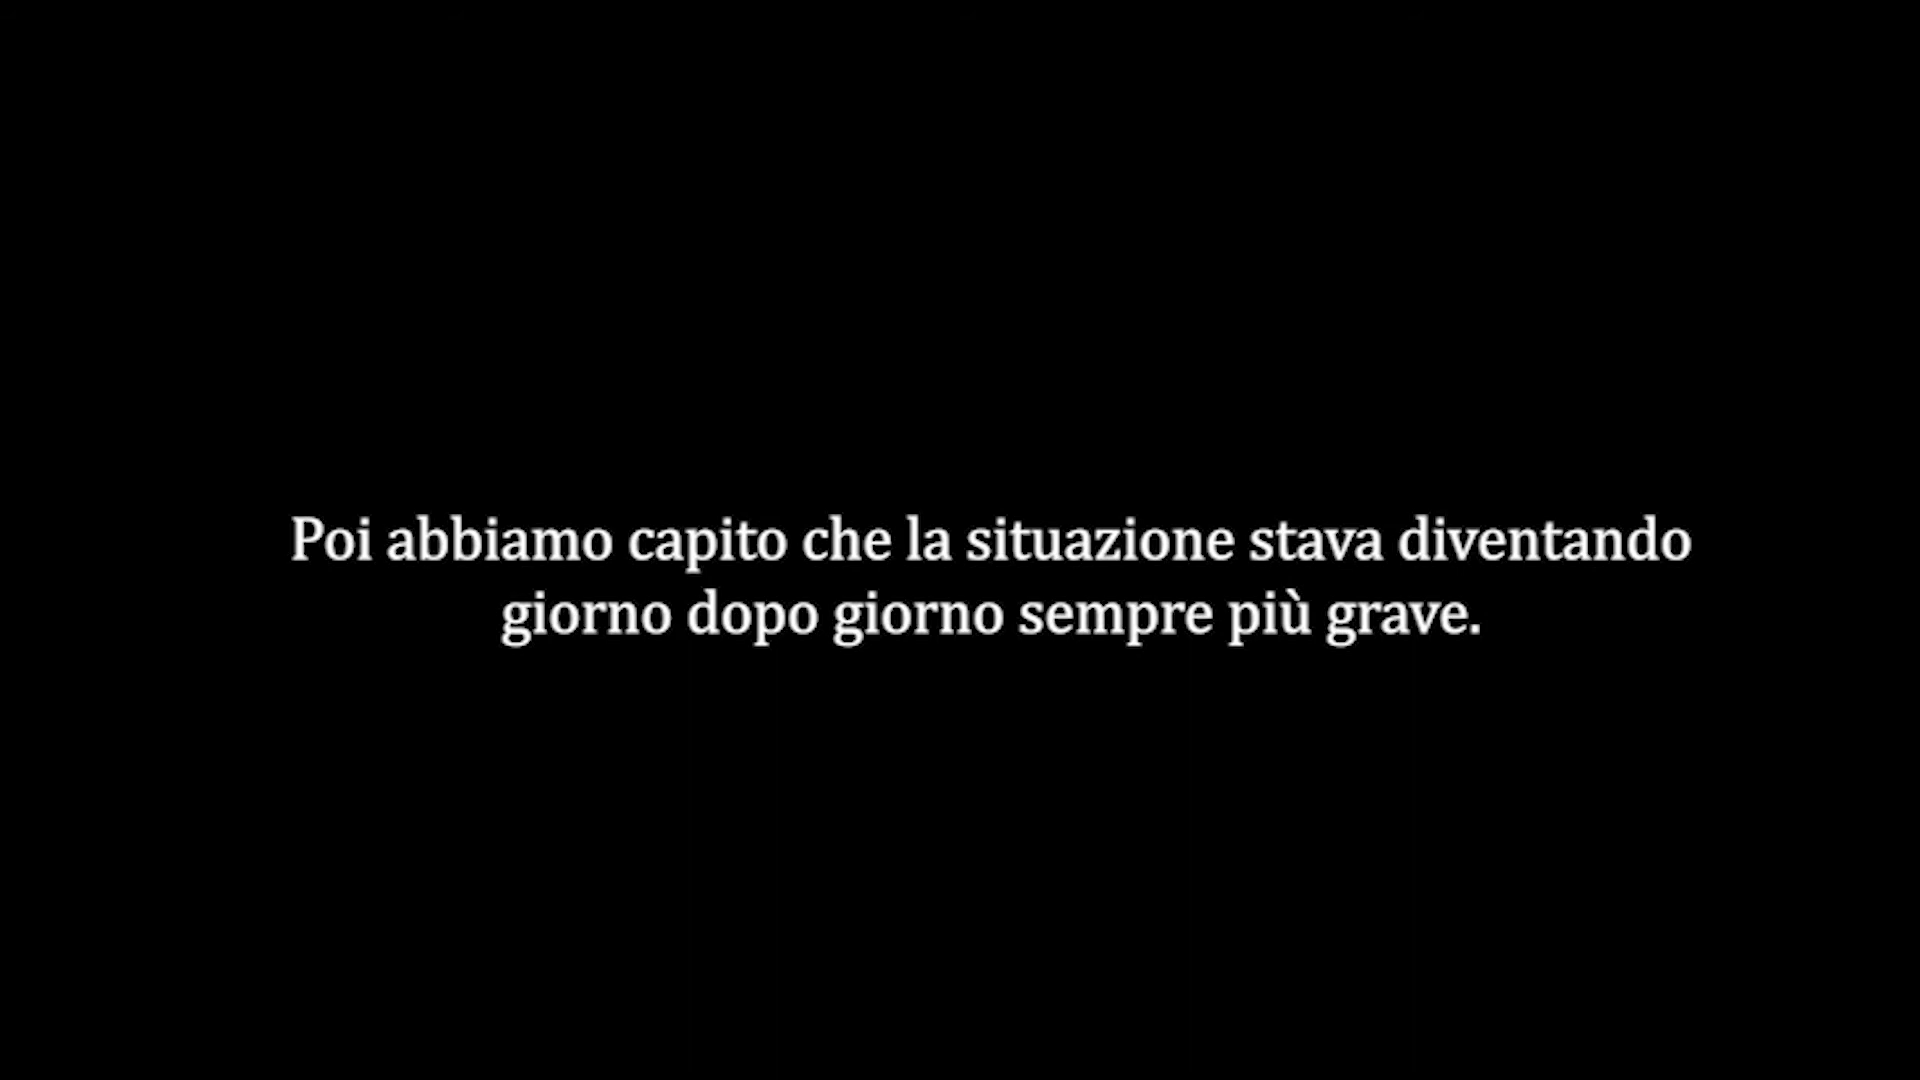 Poi abbiamo capito che la situazione stava diventando
giorno dopo giorno sempre più grave.